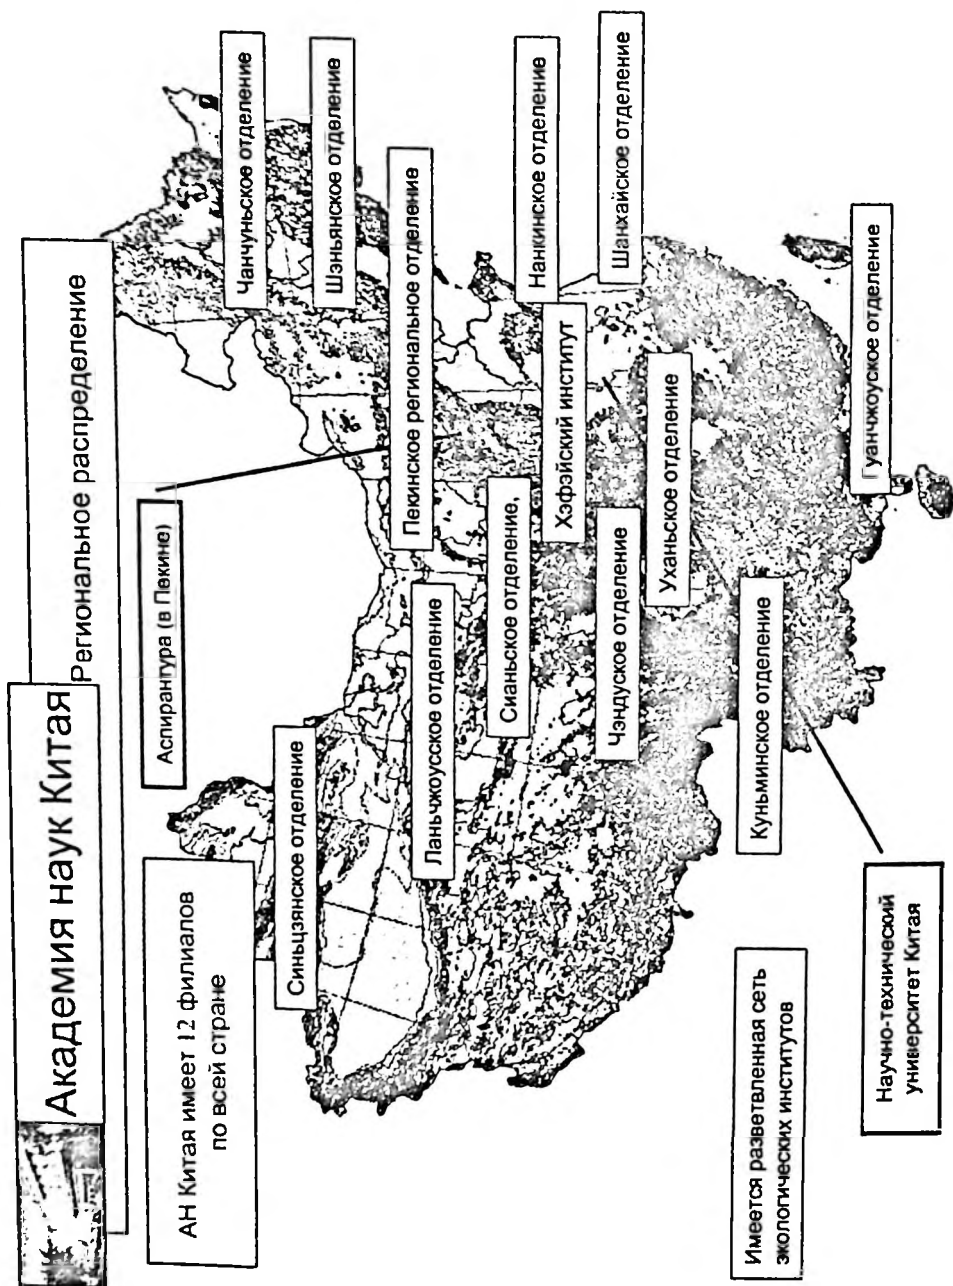 Академия наук Китая
Региональное распределение
АН Китая имеет 12 филиалов
по всей стране
Аспирантура (в Пекине)
Синьцзянское отделение
Чанчуньское отделение
Шэньянское отделение
Пекинское региональное отделение
Ланьчжоусское отделение
Сианьское отделение,
Нанкинское отделение
Хэфэйский институт
Шанхайское отделение
Чэндуское отделение
Уханьское отделение
Куньминское отделение
Гуанчжоуское отделение
Имеется разветвленная сеть
экологических институтов
Научно-технический
университет Китая